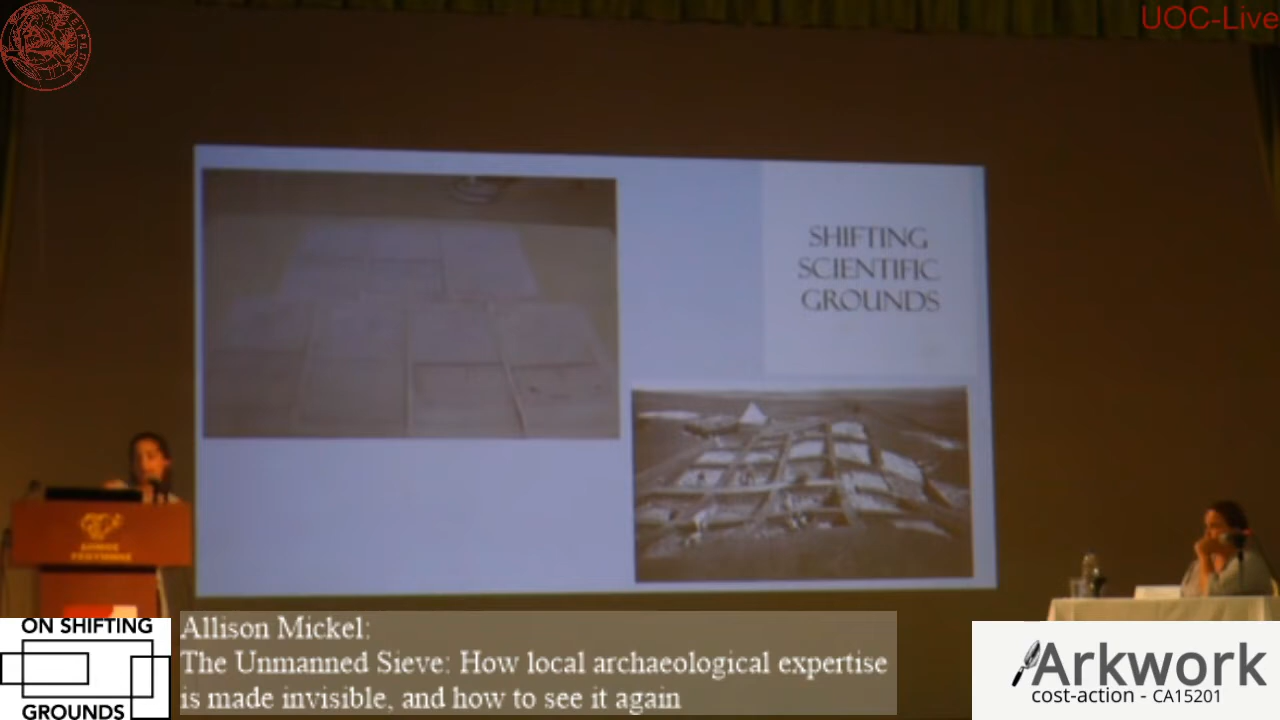 UOC-Live
SHIFTING
SCIENTIFIC
GROUNDS
ON SHIFTING
GROUNDS
Allison Mickel:
The Unmanned Sieve: How local archaeological expertise
is made invisible, and how to see it again
Arkwork
cost-action - CA15201